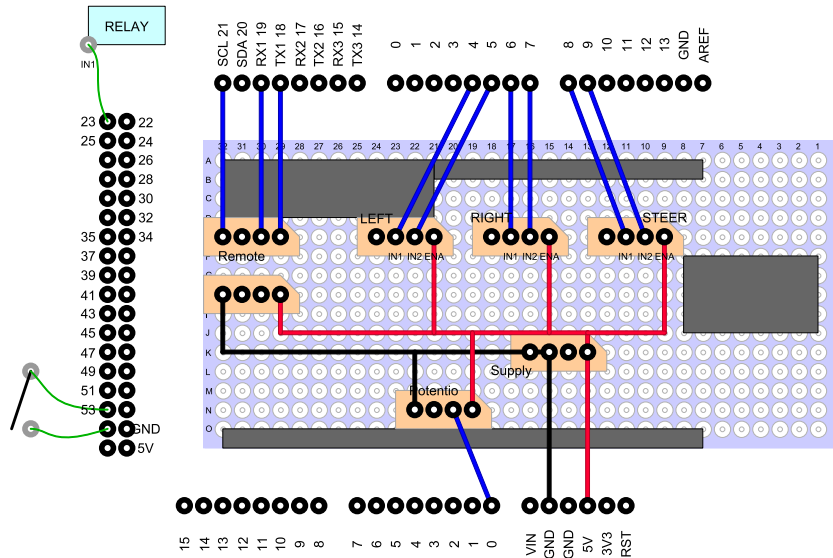 RELAY
IN1
SCL 21
SDA 20
RX1 19
TX1 18
RX2 17
TX2 16
RX3 15
TX3 14
0
1
2
3
4
5
6
7
8
9
10
11
12
13
GND
AREF
23 22
25 24
26
28
30
32
35 34
37
39
41
43
45
47
49
51
53
GND
5V
32 31 30 29 28 27 26 25 24 23 22 21 20 19 18 17 16 15 14 13 12 11 10 9 8 7 6 5 4 3 2 1
A
B
C
D
F
G
I
J
K
L
M
N
O
LEFT
IN1 IN2 ENA
RIGHT
IN1 IN2 ENA
STEER
IN1 IN2 ENA
Remote
Supply
Potentio
15
14
13
12
11
10
9
8
7
6
5
4
3
2
1
0
VIN
GND
GND
5V
3V3
RST